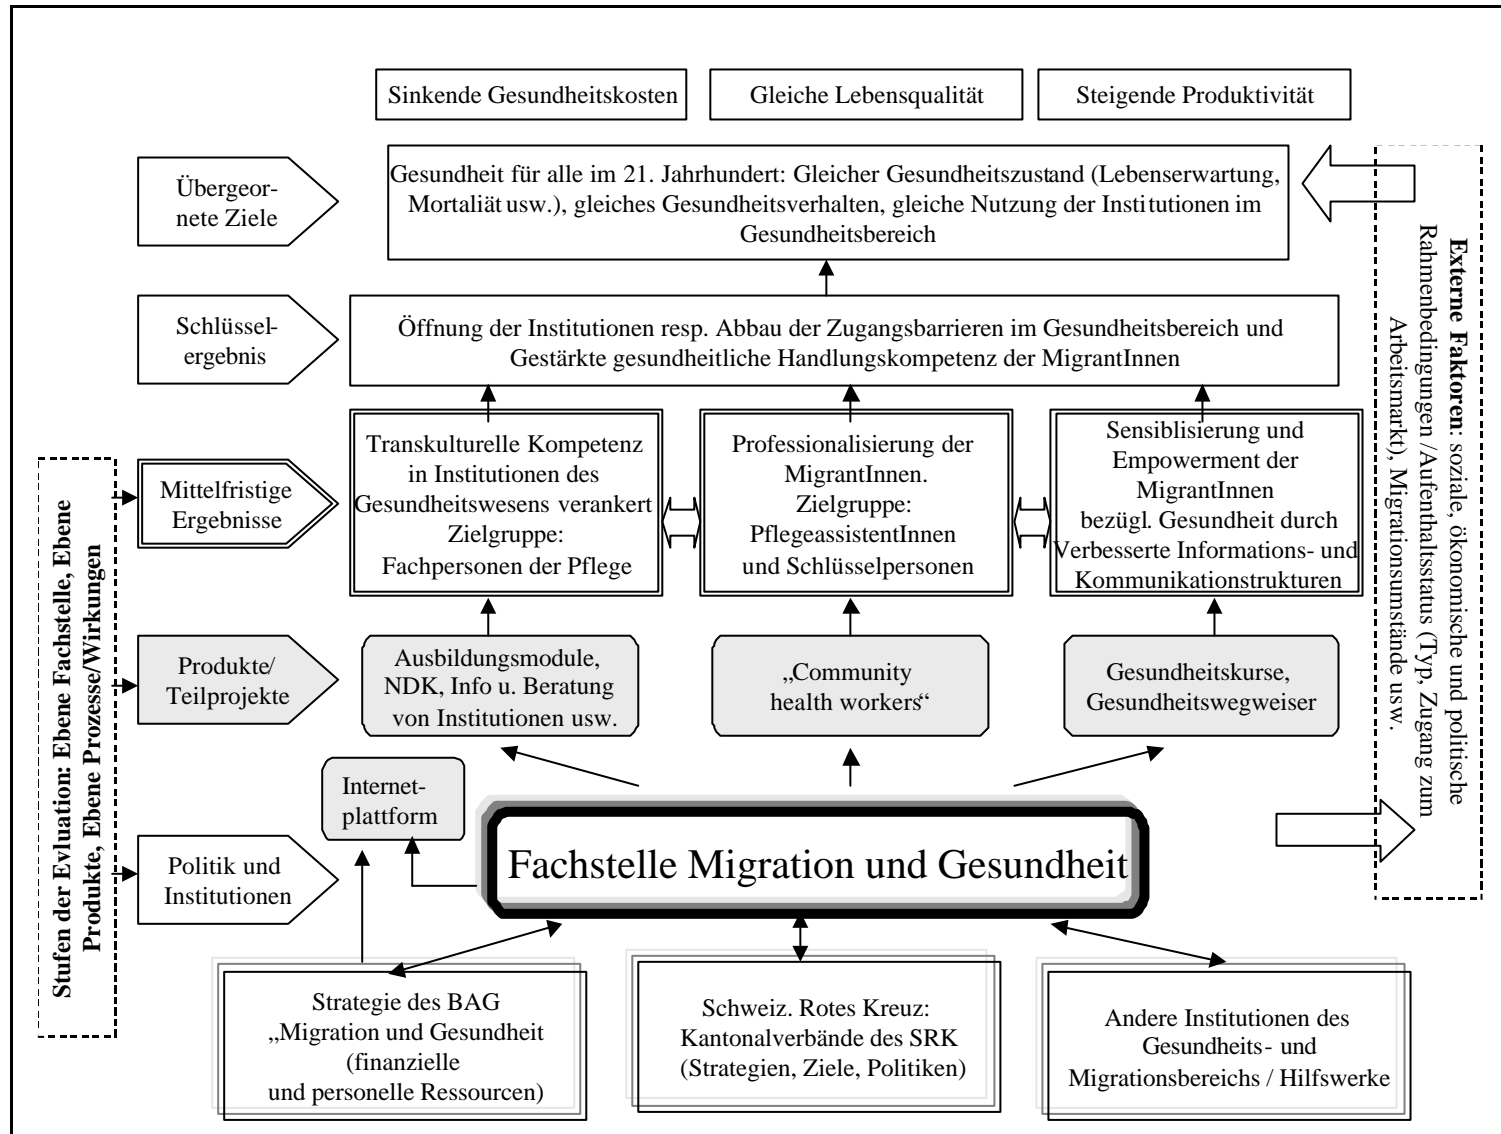 Sinkende Gesundheitskosten
Gleiche Lebensqualität
Steigende Produktivität
Übergeor-
nete Ziele
Gesundheit für alle im 21. Jahrhundert: Gleicher Gesundheitszustand (Lebenserwartung,
Mortaliät usw.), gleiches Gesundheitsverhalten, gleiche Nutzung der Institutionen im
Gesundheitsbereich
Schlüssel-
ergebnis
Öffnung der Institutionen resp. Abbau der Zugangsbarrieren im Gesundheitsbereich und
Gestärkte gesundheitliche Handlungskompetenz der MigrantInnen
Mittelfristige
Ergebnisse
Transkulturelle Kompetenz
in Institutionen des
Gesundheitswesens verankert
Zielgruppe:
Fachpersonen der Pflege
Professionalisierung der
MigrantInnen.
Zielgruppe:
PflegeassistentInnen
und Schlüsselpersonen
Sensiblisierung und
Empowerment der
MigrantInnen
bezügl. Gesundheit durch
Verbesserte Informations- und
Kommunikationstrukturen
Produkte/
Teilprojekte
Ausbildungsmodule,
NDK, Info u. Beratung
von Institutionen usw.
„Community
health workers“
Gesundheitskurse,
Gesundheitswegweiser
Internet-
plattform
Politik und
Institutionen
Fachstelle Migration und Gesundheit
Strategie des BAG
„Migration und Gesundheit
(finanzielle
und personelle Ressourcen)
Schweiz. Rotes Kreuz:
Kantonalverbände des SRK
(Strategien, Ziele, Politiken)
Andere Institutionen des
Gesundheits- und
Migrationsbereichs / Hilfswerke
Stufen der Evluation: Ebene Fachstelle, Ebene
Produkte, Ebene Prozesse/Wirkungen
Externe Faktoren: soziale, ökonomische und politische
Rahmenbedingungen /Aufenthaltsstatus (Typ, Zugang zum
Arbeitsmarkt), Migrationsumstände usw.